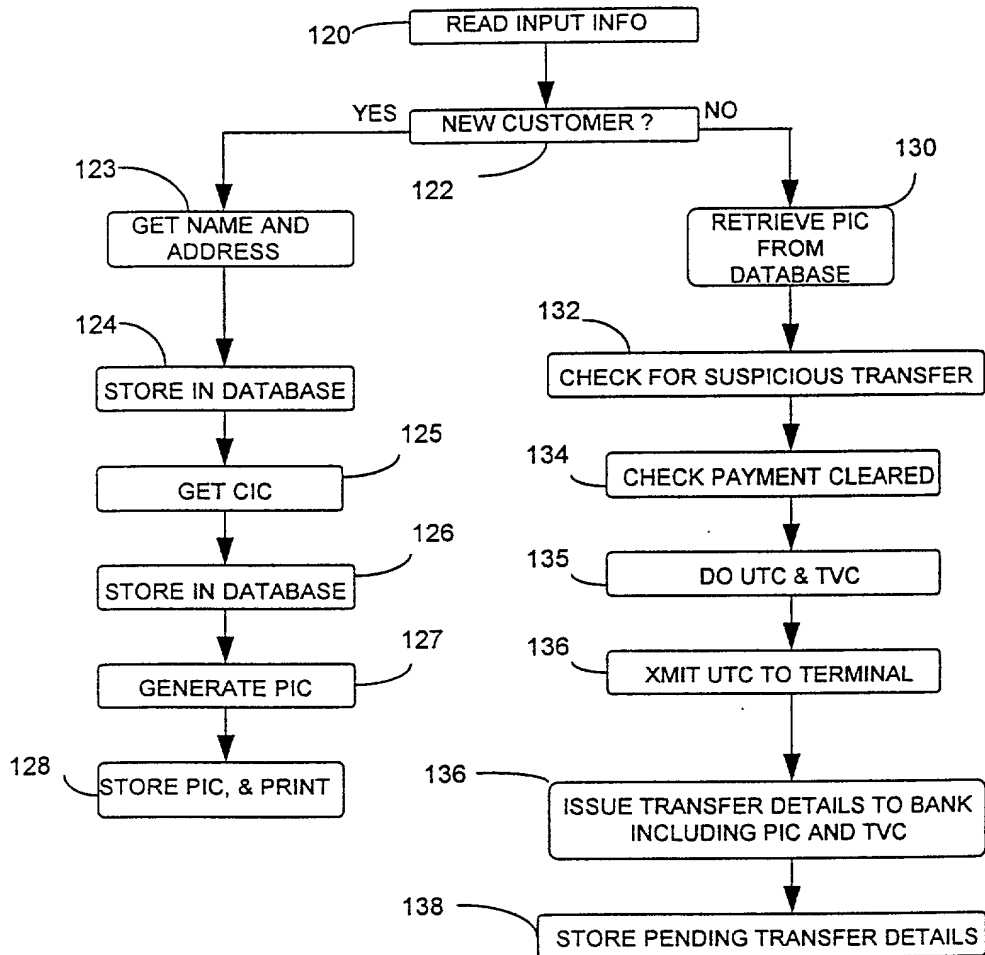 120
READ INPUT INFO
YES
NEW CUSTOMER ?
NO
122
123
GET NAME AND
ADDRESS
124
STORE IN DATABASE
125
GET CIC
126
STORE IN DATABASE
127
GENERATE PIC
128
STORE PIC, & PRINT
130
RETRIEVE PIC
FROM
DATABASE
132
CHECK FOR SUSPICIOUS TRANSFER
134
CHECK PAYMENT CLEARED
135
DO UTC & TVC
136
XMIT UTC TO TERMINAL
136
ISSUE TRANSFER DETAILS TO BANK
INCLUDING PIC AND TVC
138
STORE PENDING TRANSFER DETAILS